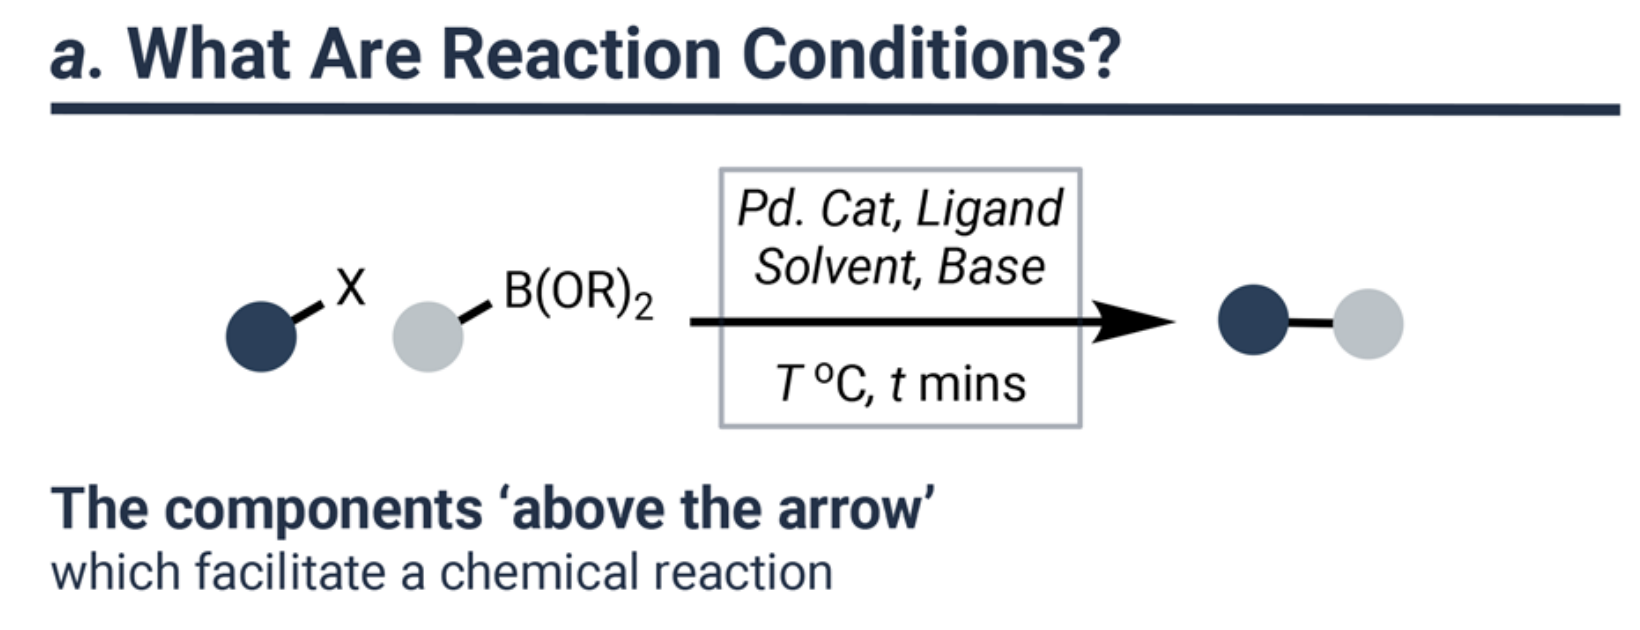 a. What Are Reaction Conditions?
X
B(OR)₂
Pd. Cat, Ligand
Solvent, Base
T ºC, t mins
The components ‘above the arrow’
which facilitate a chemical reaction